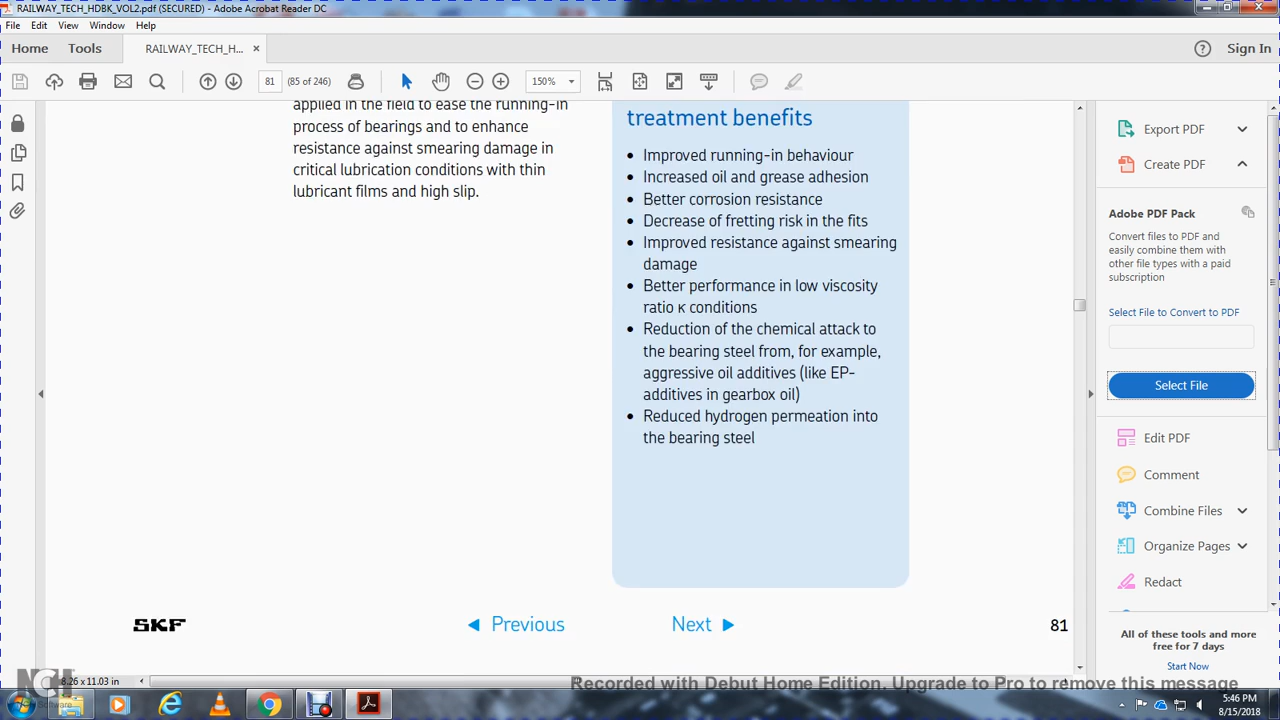 RAILWAY_TECH_HDBK_VOL2.pdf (SECURED) - Adobe Acrobat Reader DC
File Edit View Window Help
Home Tools RAILWAY_TECH_H... × Sign In
81 (85 of 246) 150%
applied in the field to ease the running-in
process of bearings and to enhance
resistance against smearing damage in
critical lubrication conditions with thin
lubricant films and high slip.
treatment benefits
• Improved running-in behaviour
• Increased oil and grease adhesion
• Better corrosion resistance
• Decrease of fretting risk in the fits
• Improved resistance against smearing
damage
• Better performance in low viscosity
ratio κ conditions
• Reduction of the chemical attack to
the bearing steel from, for example,
aggressive oil additives (like EP-
additives in gearbox oil)
• Reduced hydrogen permeation into
the bearing steel
SKF
Previous
Next
81
8.26 x 11.03 in
Export PDF
Create PDF
Adobe PDF Pack
Convert files to PDF and
easily combine them with
other file types with a paid
subscription
Select File to Convert to PDF
Select File
Edit PDF
Comment
Combine Files
Organize Pages
Redact
All of these tools and more
free for 7 days
Start Now
NCH
Software
Recorded with Debut Home Edition. Upgrade to Pro to remove this message
5:46 PM
8/15/2018